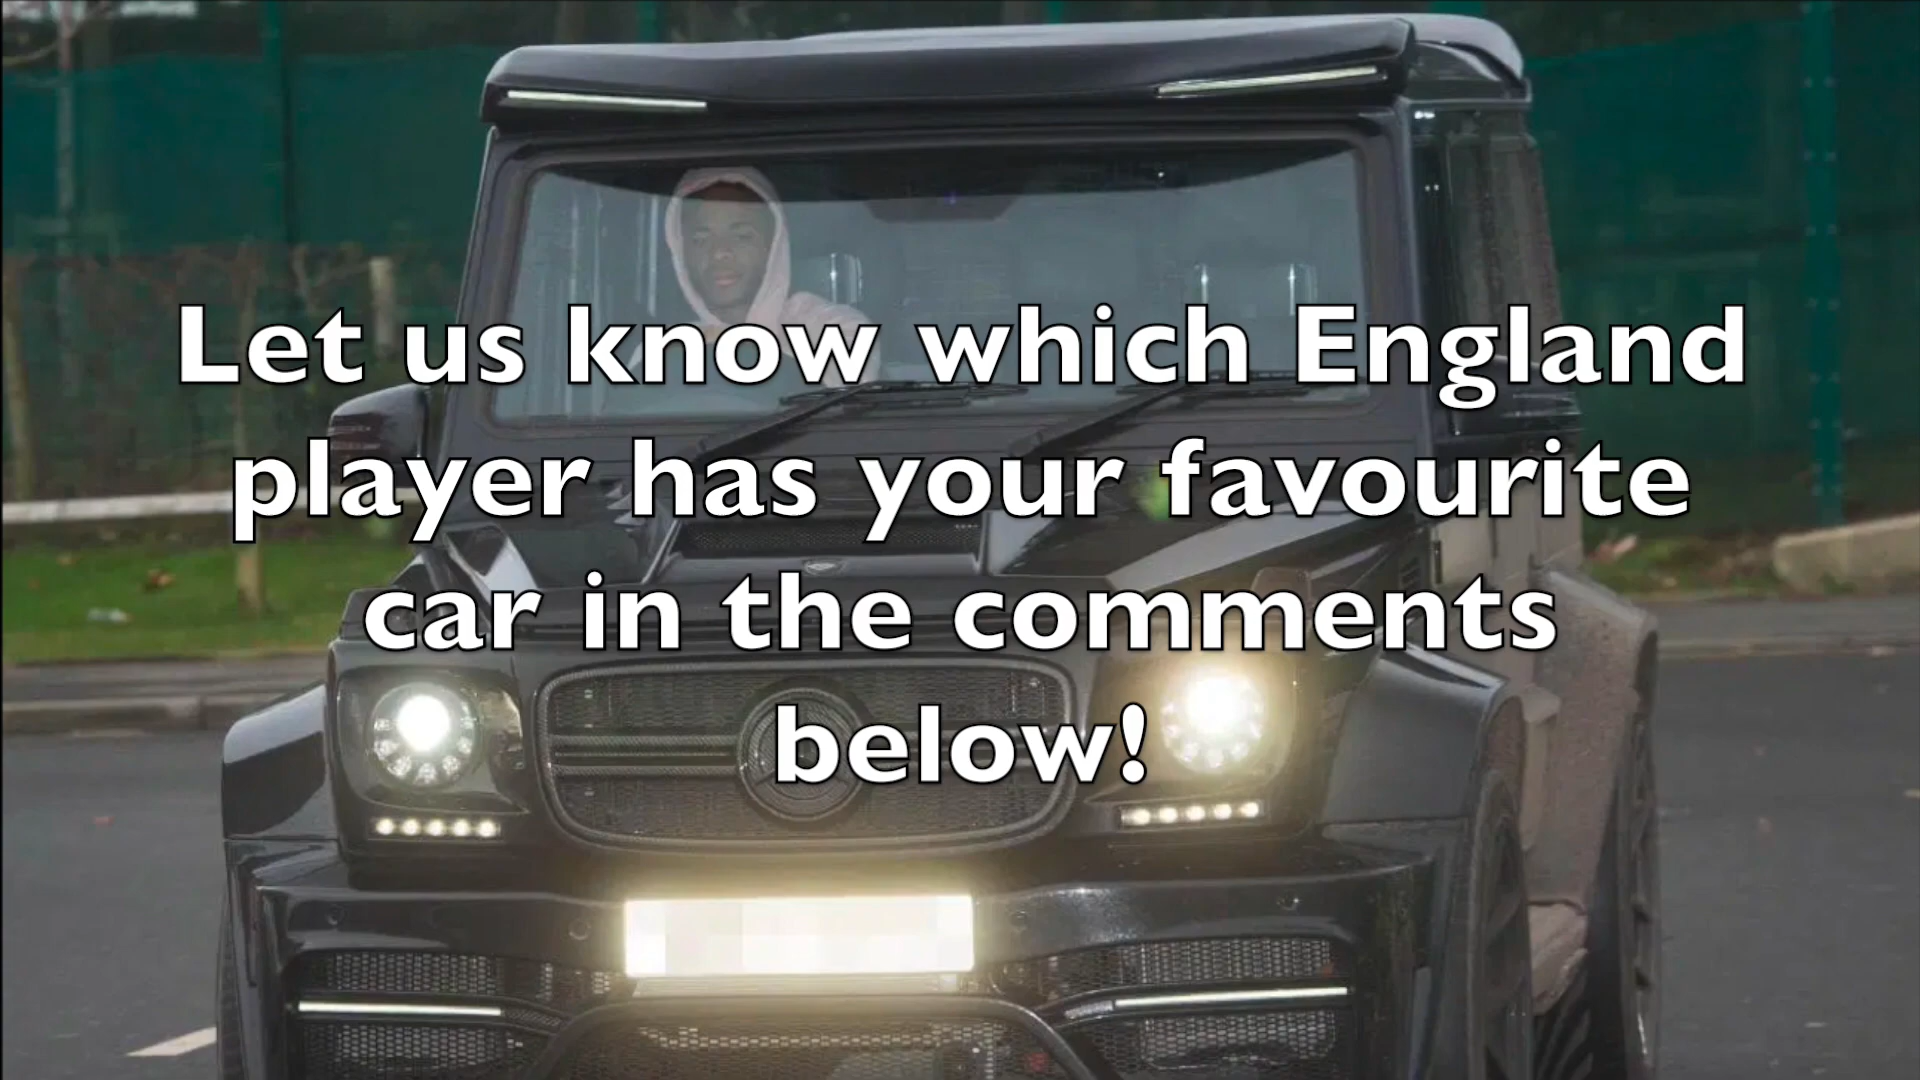 Let us know which England
player has your favourite
car in the comments
below!